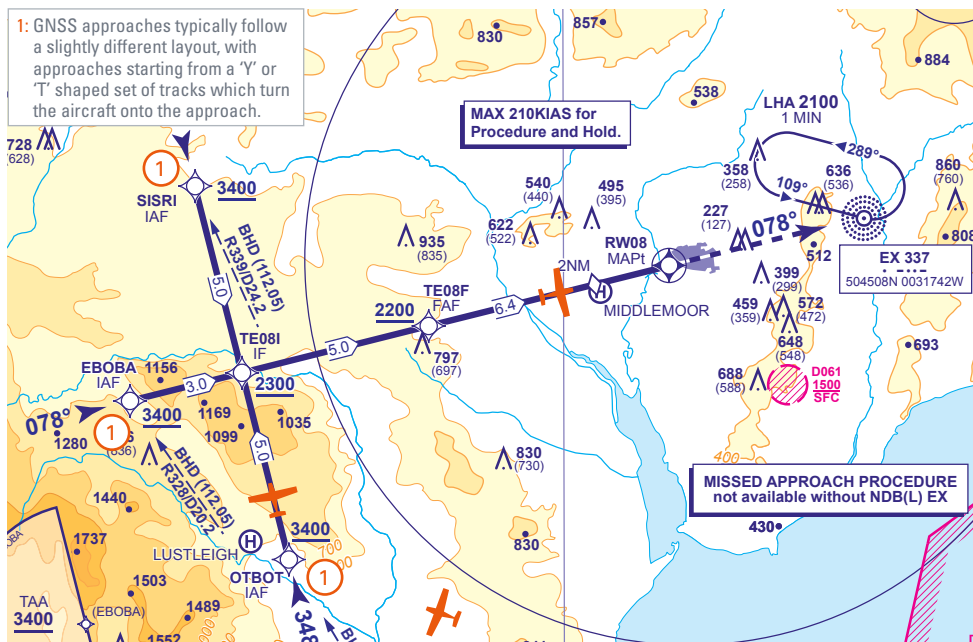 1: GNSS approaches typically follow
a slightly different layout, with
approaches starting from a ‘Y’ or
‘T’ shaped set of tracks which turn
the aircraft onto the approach.
830
857
884
538
728
(628)
MAX 210KIAS for
Procedure and Hold.
LHA 2100
1 MIN
289°
109°
358
(258)
636
(536)
860
(760)
808
1
SISRI
IAF
3400
BHD (112.05)
R339/D24.2
5.0
540
(440)
495
(395)
622
(522)
935
(835)
227
(127)
078°
512
RW08
MAPt
2NM
H
MIDDLEMOOR
EX 337
504508N 0031742W
399
(299)
459
(359)
572
(472)
648
(548)
693
688
(588)
D061
1500
SFC
TE08F
FAF
2200
6.4
797
(697)
TE08I
IF
5.0
2300
EBOBA
IAF
1156
3.0
3400
078°
1
1280
(836)
1169
1099
1035
5.0
BHD (112.05)
R328/D20.2
830
(730)
400
MISSED APPROACH PROCEDURE
not available without NDB(L) EX
430
1440
1737
1503
1489
1552
3400
LUSTLEIGH
H
700
OTBOT
IAF
1
348
830
TAA
3400
(EBOBA)